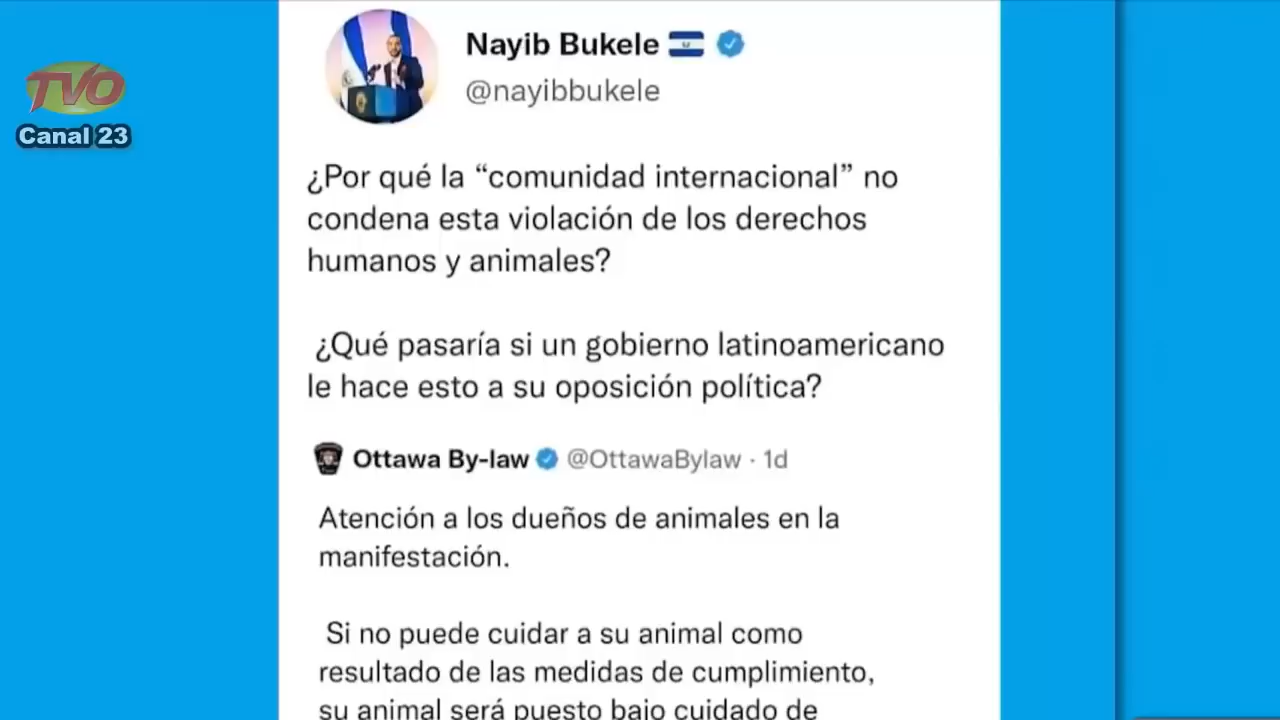 TVO
Canal 23
Nayib Bukele
@nayibbukele
¿Por qué la “comunidad internacional” no
condena esta violación de los derechos
humanos y animales?
¿Qué pasaría si un gobierno latinoamericano
le hace esto a su oposición política?
Ottawa By-law @OttawaBylaw · 1d
Atención a los dueños de animales en la
manifestación.
Si no puede cuidar a su animal como
resultado de las medidas de cumplimiento,
su animal será puesto bajo cuidado de